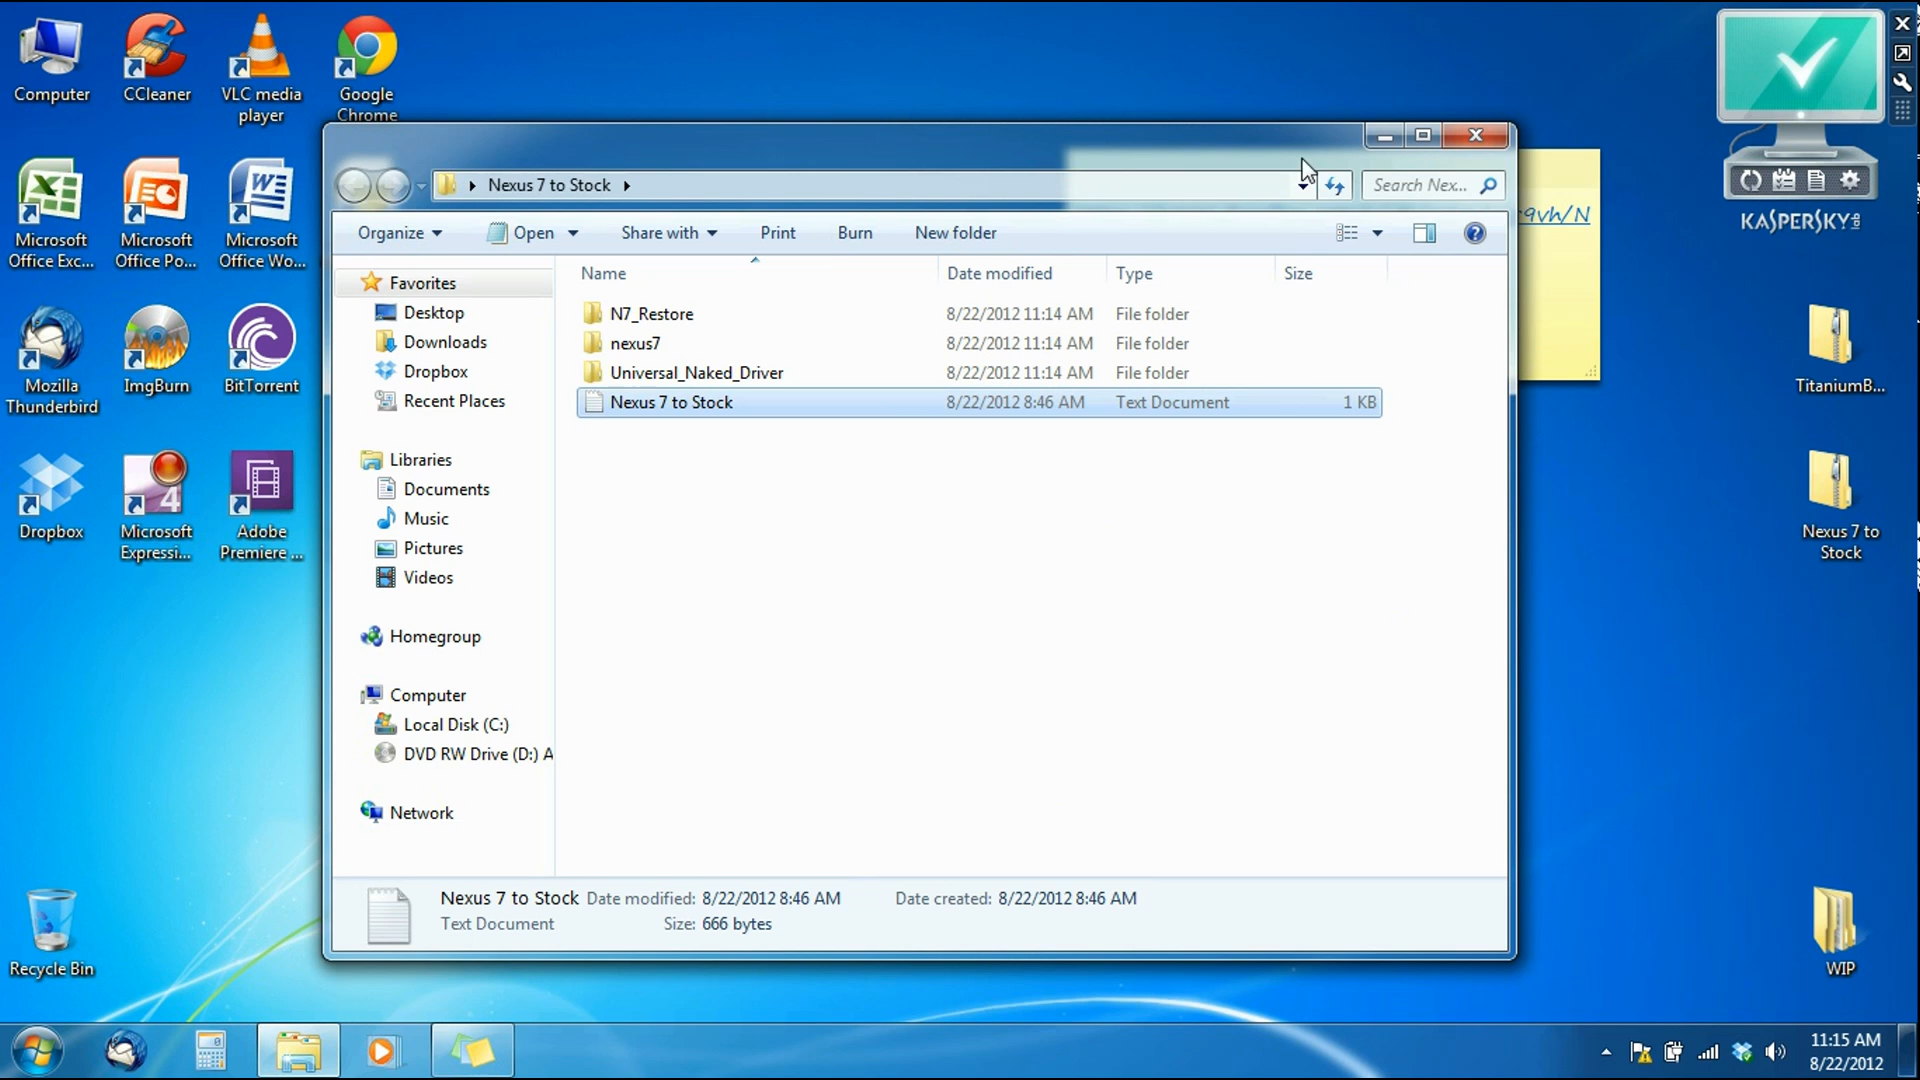 Computer
CCleaner
VLC media
player
Google
Chrome
Microsoft
Office Exc...
Microsoft
Office Po...
Microsoft
Office Wo...
Mozilla
Thunderbird
ImgBurn
BitTorrent
Dropbox
Microsoft
Expressi...
4
Adobe
Premiere ...
Recycle Bin
Nexus 7 to Stock
Search Nex...
Organize
Open
Share with
Print
Burn
New folder
Favorites
Desktop
Downloads
Dropbox
Recent Places
Libraries
Documents
Music
Pictures
Videos
Homegroup
Computer
Local Disk (C:)
DVD RW Drive (D:) A
Network
Name Date modified Type Size
N7_Restore 8/22/2012 11:14 AM File folder
nexus7 8/22/2012 11:14 AM File folder
Universal_Naked_Driver 8/22/2012 11:14 AM File folder
Nexus 7 to Stock 8/22/2012 8:46 AM Text Document 1 KB
Nexus 7 to Stock Date modified: 8/22/2012 8:46 AM Date created: 8/22/2012 8:46 AM
Text Document Size: 666 bytes
9vh/N
KASPERSKY lab
TitaniumB...
Nexus 7 to
Stock
WIP
11:15 AM
8/22/2012